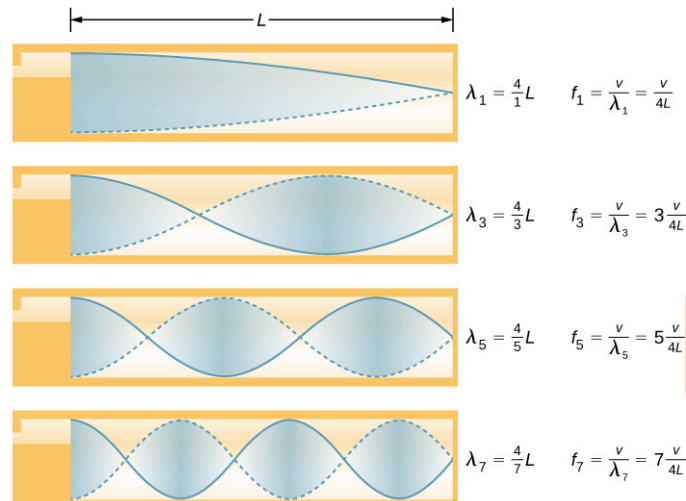 L
λ₁ = 4/1 L f₁ = v/λ₁ = v/4L
λ₃ = 4/3 L f₃ = v/λ₃ = 3 v/4L
λ₅ = 4/5 L f₅ = v/λ₅ = 5 v/4L
λ₇ = 4/7 L f₇ = v/λ₇ = 7 v/4L